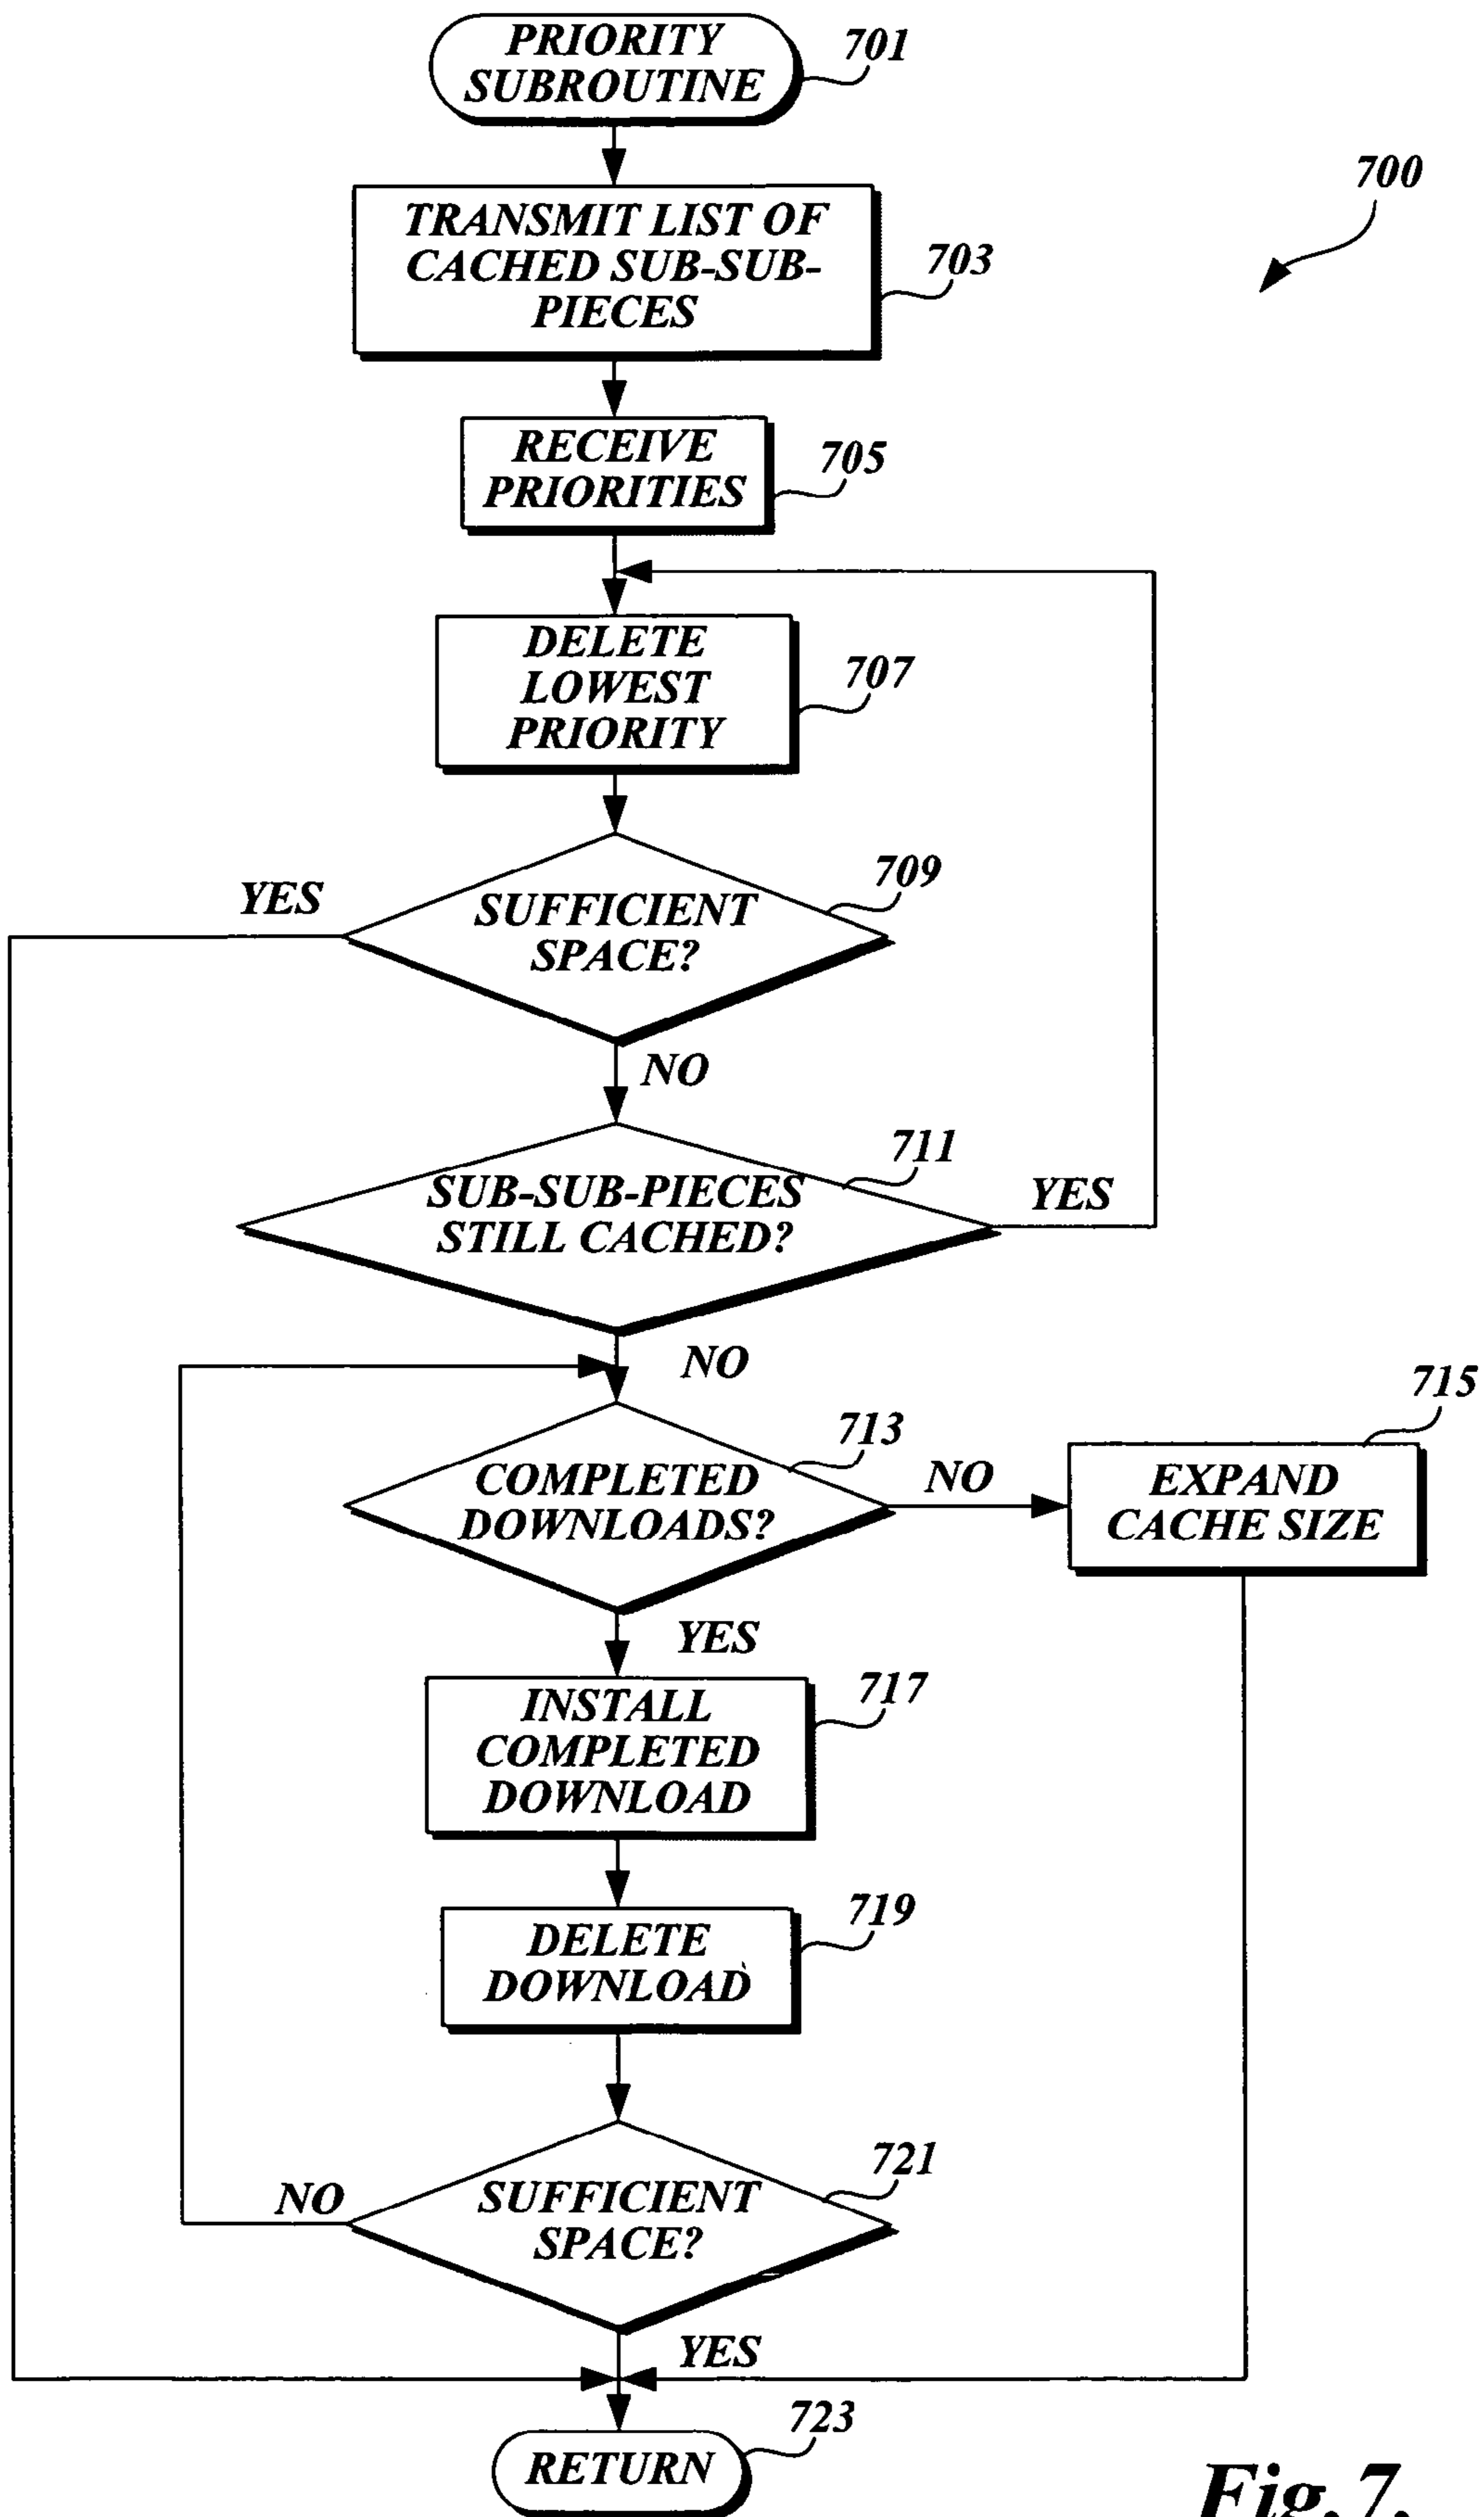 PRIORITY
SUBROUTINE
701
700
TRANSMIT LIST OF
CACHED SUB-SUB-
PIECES
703
RECEIVE
PRIORITIES
705
DELETE
LOWEST
PRIORITY
707
709
YES
SUFFICIENT
SPACE?
NO
711
SUB-SUB-PIECES
STILL CACHED?
YES
NO
715
713
COMPLETED
DOWNLOADS?
NO
EXPAND
CACHE SIZE
YES
717
INSTALL
COMPLETED
DOWNLOAD
719
DELETE
DOWNLOAD
721
NO
SUFFICIENT
SPACE?
YES
723
RETURN
Fig. 7.